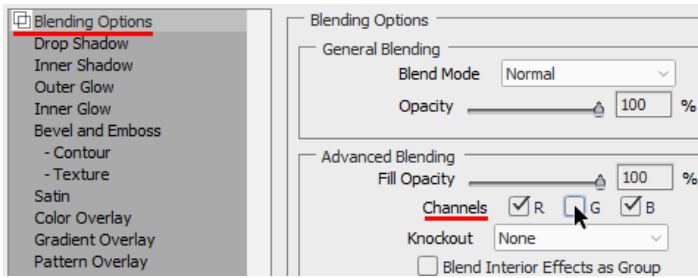 Blending Options
Drop Shadow
Inner Shadow
Outer Glow
Inner Glow
Bevel and Emboss
- Contour
- Texture
Satin
Color Overlay
Gradient Overlay
Pattern Overlay
Blending Options
General Blending
Blend Mode Normal
Opacity 100 %
Advanced Blending
Fill Opacity 100 %
Channels R G B
Knockout None
Blend Interior Effects as Group